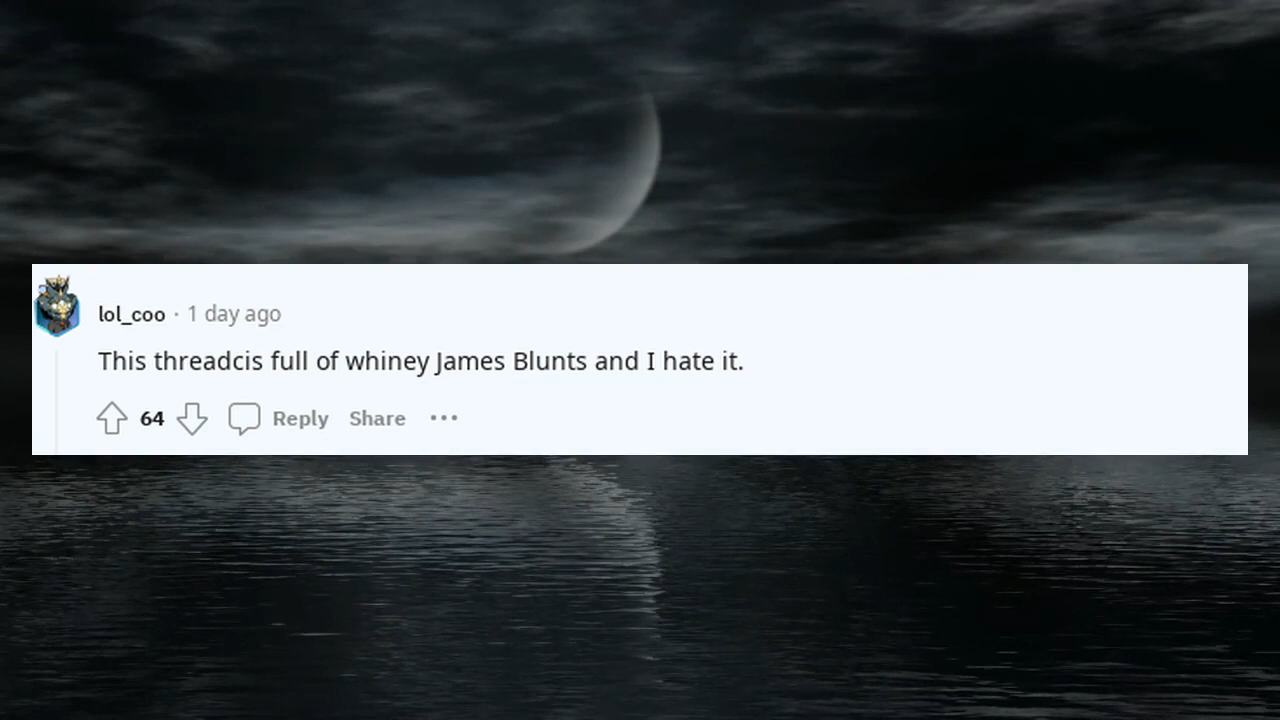 lol_coo · 1 day ago
This threadcis full of whiney James Blunts and I hate it.
64 Reply Share ···